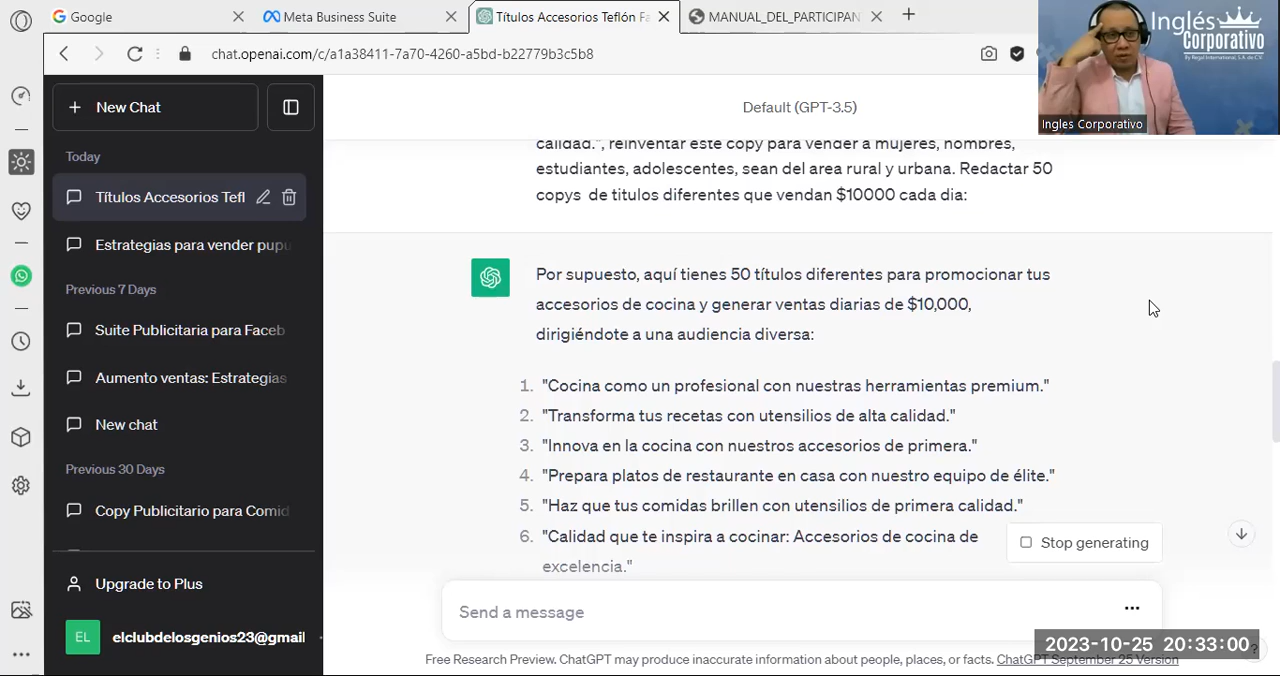 Google
Meta Business Suite
Títulos Accesorios Teflón Fa
MANUAL_DEL_PARTICIPAN
chat.openai.com/c/a1a38411-7a70-4260-a5bd-b22779b3c5b8
Inglés
Corporativo
By Regal International, S.A. de C.V.
Ingles Corporativo
New Chat
Default (GPT-3.5)
Today
Títulos Accesorios Tefl
Estrategias para vender pupu
Previous 7 Days
Suite Publicitaria para Faceb
Aumento ventas: Estrategias
New chat
Previous 30 Days
Copy Publicitario para Comid
Upgrade to Plus
EL
elclubdelosgenios23@gmail
calidad.", reinventar este copy para vender a mujeres, hombres,
estudiantes, adolescentes, sean del area rural y urbana. Redactar 50
copys de titulos diferentes que vendan $10000 cada dia:
Por supuesto, aquí tienes 50 títulos diferentes para promocionar tus
accesorios de cocina y generar ventas diarias de $10,000,
dirigiéndote a una audiencia diversa:
1. "Cocina como un profesional con nuestras herramientas premium."
2. "Transforma tus recetas con utensilios de alta calidad."
3. "Innova en la cocina con nuestros accesorios de primera."
4. "Prepara platos de restaurante en casa con nuestro equipo de élite."
5. "Haz que tus comidas brillen con utensilios de primera calidad."
6. "Calidad que te inspira a cocinar: Accesorios de cocina de
excelencia."
Stop generating
Send a message
2023-10-25 20:33:00
Free Research Preview. ChatGPT may produce inaccurate information about people, places, or facts. ChatGPT September 25 Version